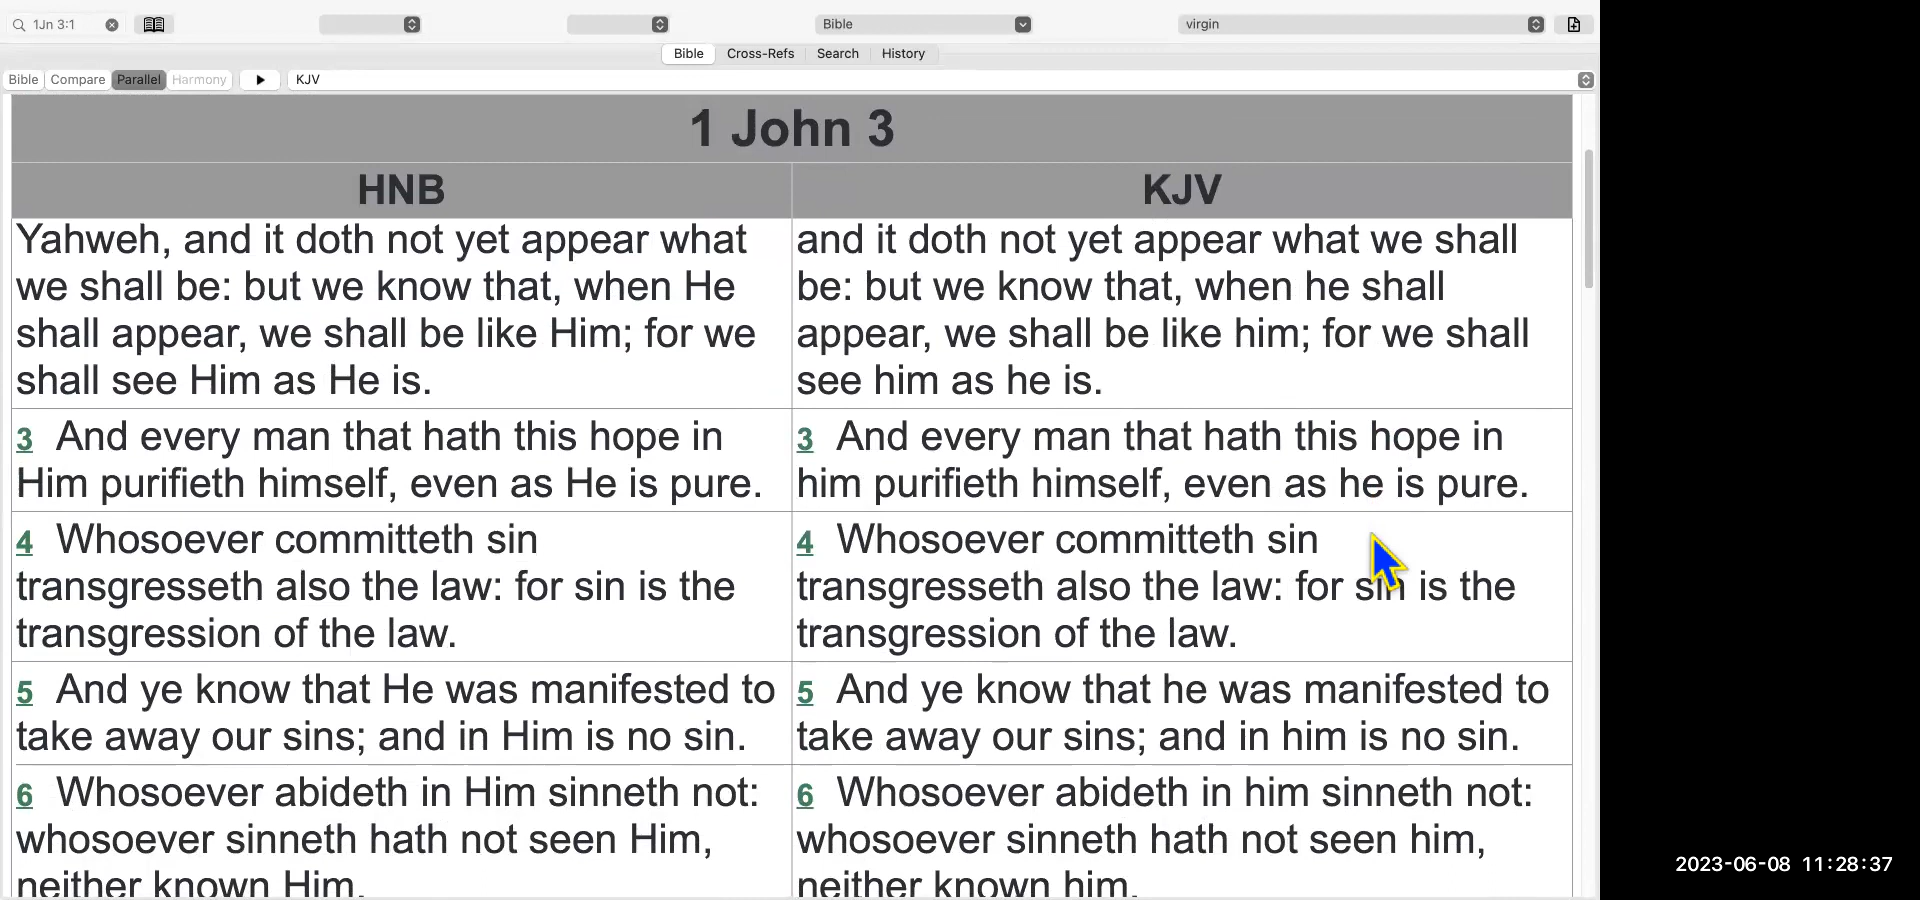 1Jn 3:1
Bible
virgin
Bible
Cross-Refs
Search
History
Bible
Compare
Parallel
Harmony
KJV
1 John 3
HNB
Yahweh, and it doth not yet appear what
we shall be: but we know that, when He
shall appear, we shall be like Him; for we
shall see Him as He is.
3 And every man that hath this hope in
Him purifieth himself, even as He is pure.
4 Whosoever committeth sin
transgresseth also the law: for sin is the
transgression of the law.
5 And ye know that He was manifested to
take away our sins; and in Him is no sin.
6 Whosoever abideth in Him sinneth not:
whosoever sinneth hath not seen Him,
neither known Him.
KJV
and it doth not yet appear what we shall
be: but we know that, when he shall
appear, we shall be like him; for we shall
see him as he is.
3 And every man that hath this hope in
him purifieth himself, even as he is pure.
4 Whosoever committeth sin
transgresseth also the law: for sin is the
transgression of the law.
5 And ye know that he was manifested to
take away our sins; and in him is no sin.
6 Whosoever abideth in him sinneth not:
whosoever sinneth hath not seen him,
neither known him.
2023-06-08 11:28:37